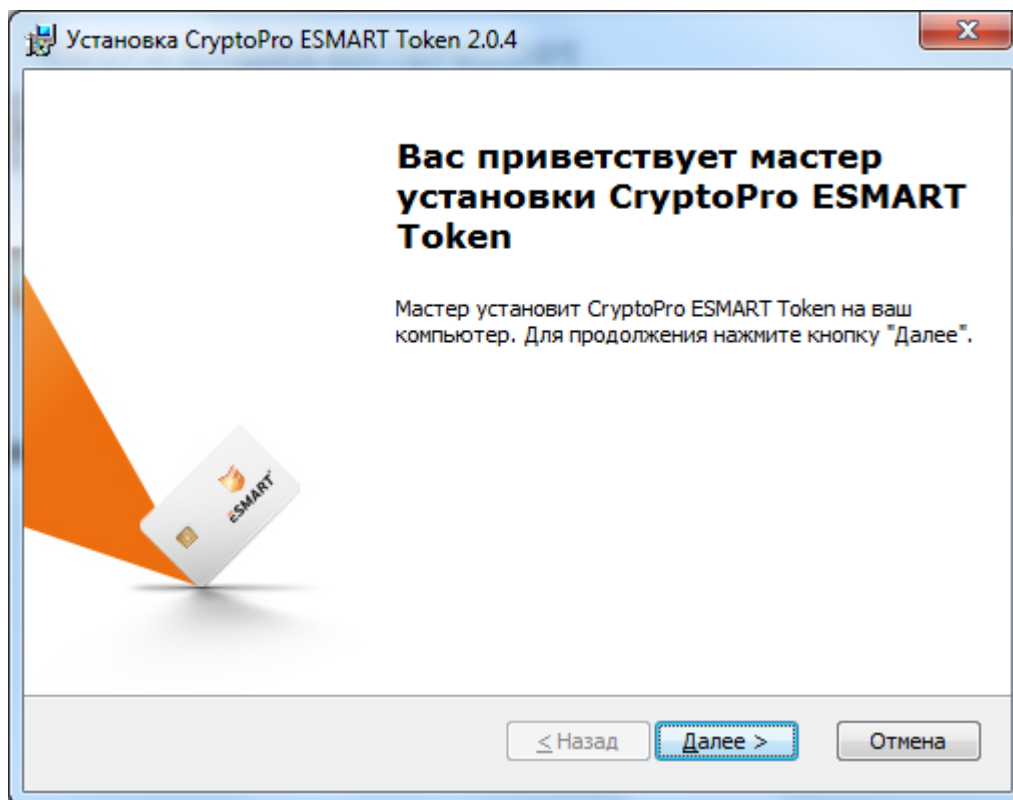 Установка CryptoPro ESMART Token 2.0.4
Вас приветствует мастер
установки CryptoPro ESMART
Token
Мастер установит CryptoPro ESMART Token на ваш
компьютер. Для продолжения нажмите кнопку "Далее".
ESMART
< Назад
Далее >
Отмена